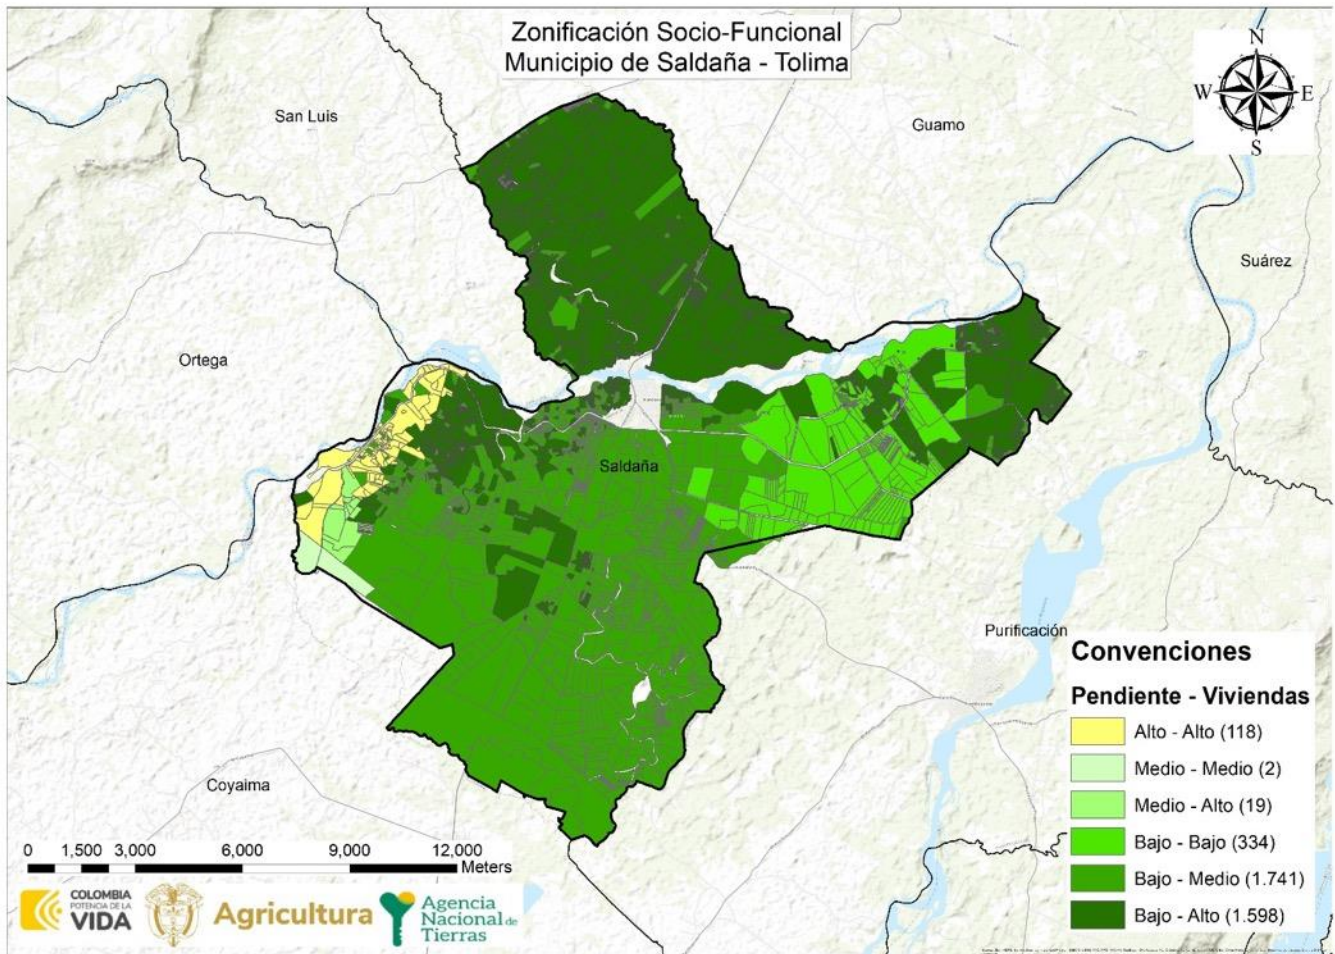 Zonificación Socio-Funcional
Municipio de Saldaña - Tolima
N
W
E
S
San Luis
Guamo
Suárez
Ortega
Saldaña
Purificación
Coyaima
Convenciones
Pendiente - Viviendas
Alto - Alto (118)
Medio - Medio (2)
Medio - Alto (19)
Bajo - Bajo (334)
Bajo - Medio (1.741)
Bajo - Alto (1.598)
0 1,500 3,000 6,000 9,000 12,000
Meters
COLOMBIA
POTENCIA DE LA
VIDA
Agricultura
Agencia
Nacional de
Tierras